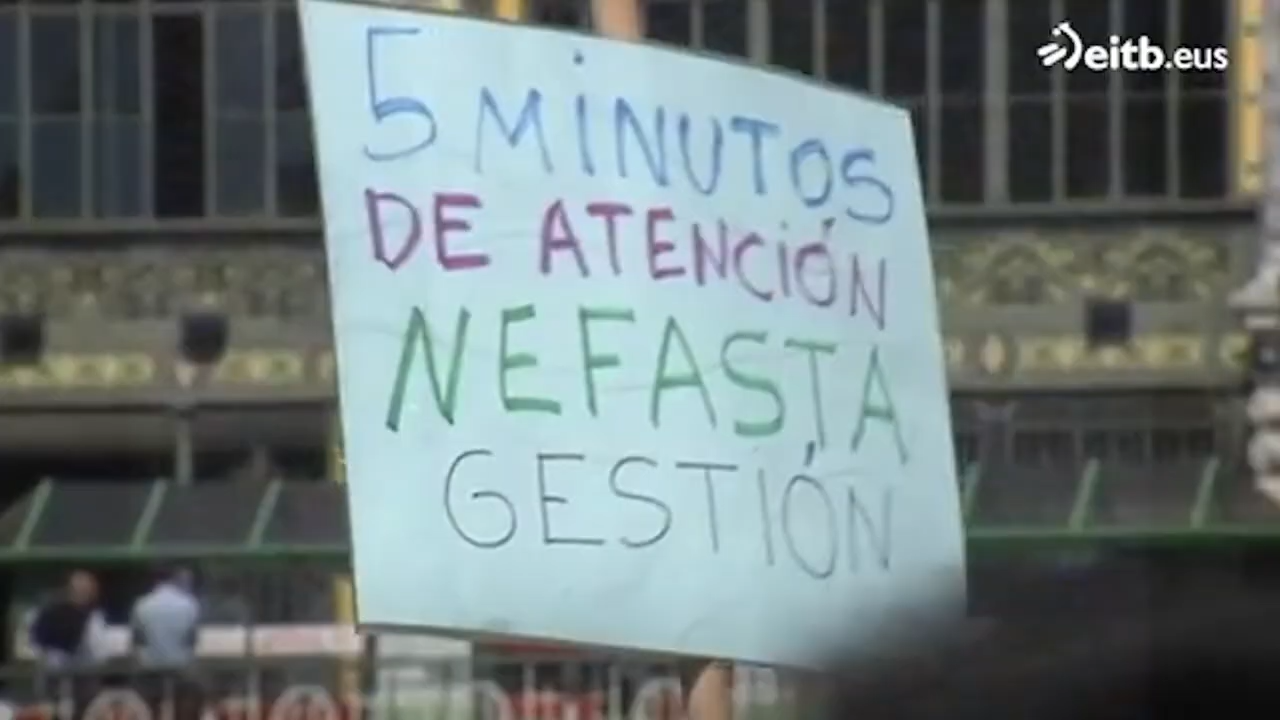 eitb.eus
5 MINUTOS
DE ATENCIÓN
NEFASTA
GESTIÓN